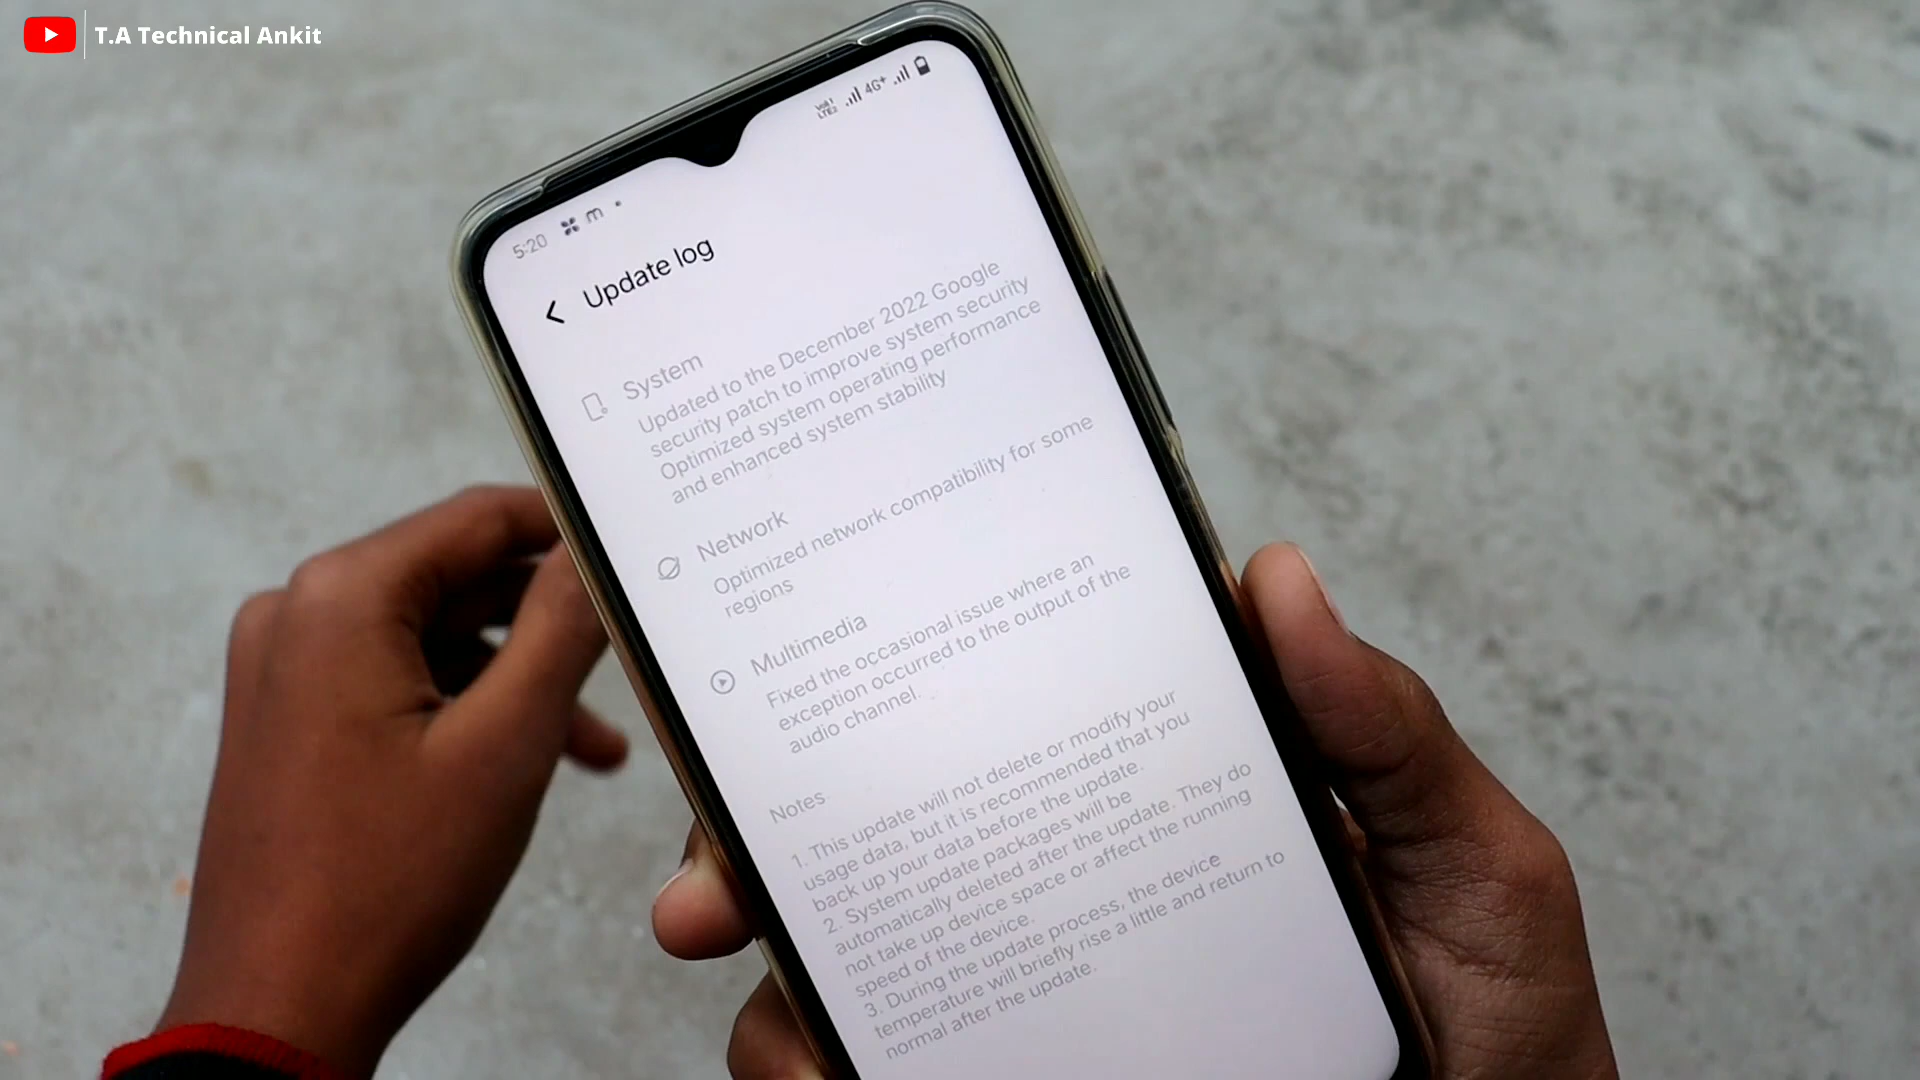 T.A Technical Ankit
5:20
4G+
Update log
System
Updated to the December 2022 Google
security patch to improve system security
Optimized system operating performance
and enhanced system stability
Network
Optimized network compatibility for some
regions
Multimedia
Fixed the occasional issue where an
exception occurred to the output of the
audio channel.
Notes
1. This update will not delete or modify your
usage data, but it is recommended that you
back up your data before the update.
2. System update packages will be
automatically deleted after the update. They do
not take up device space or affect the running
speed of the device.
3. During the update process, the device
temperature will briefly rise a little and return to
normal after the update.